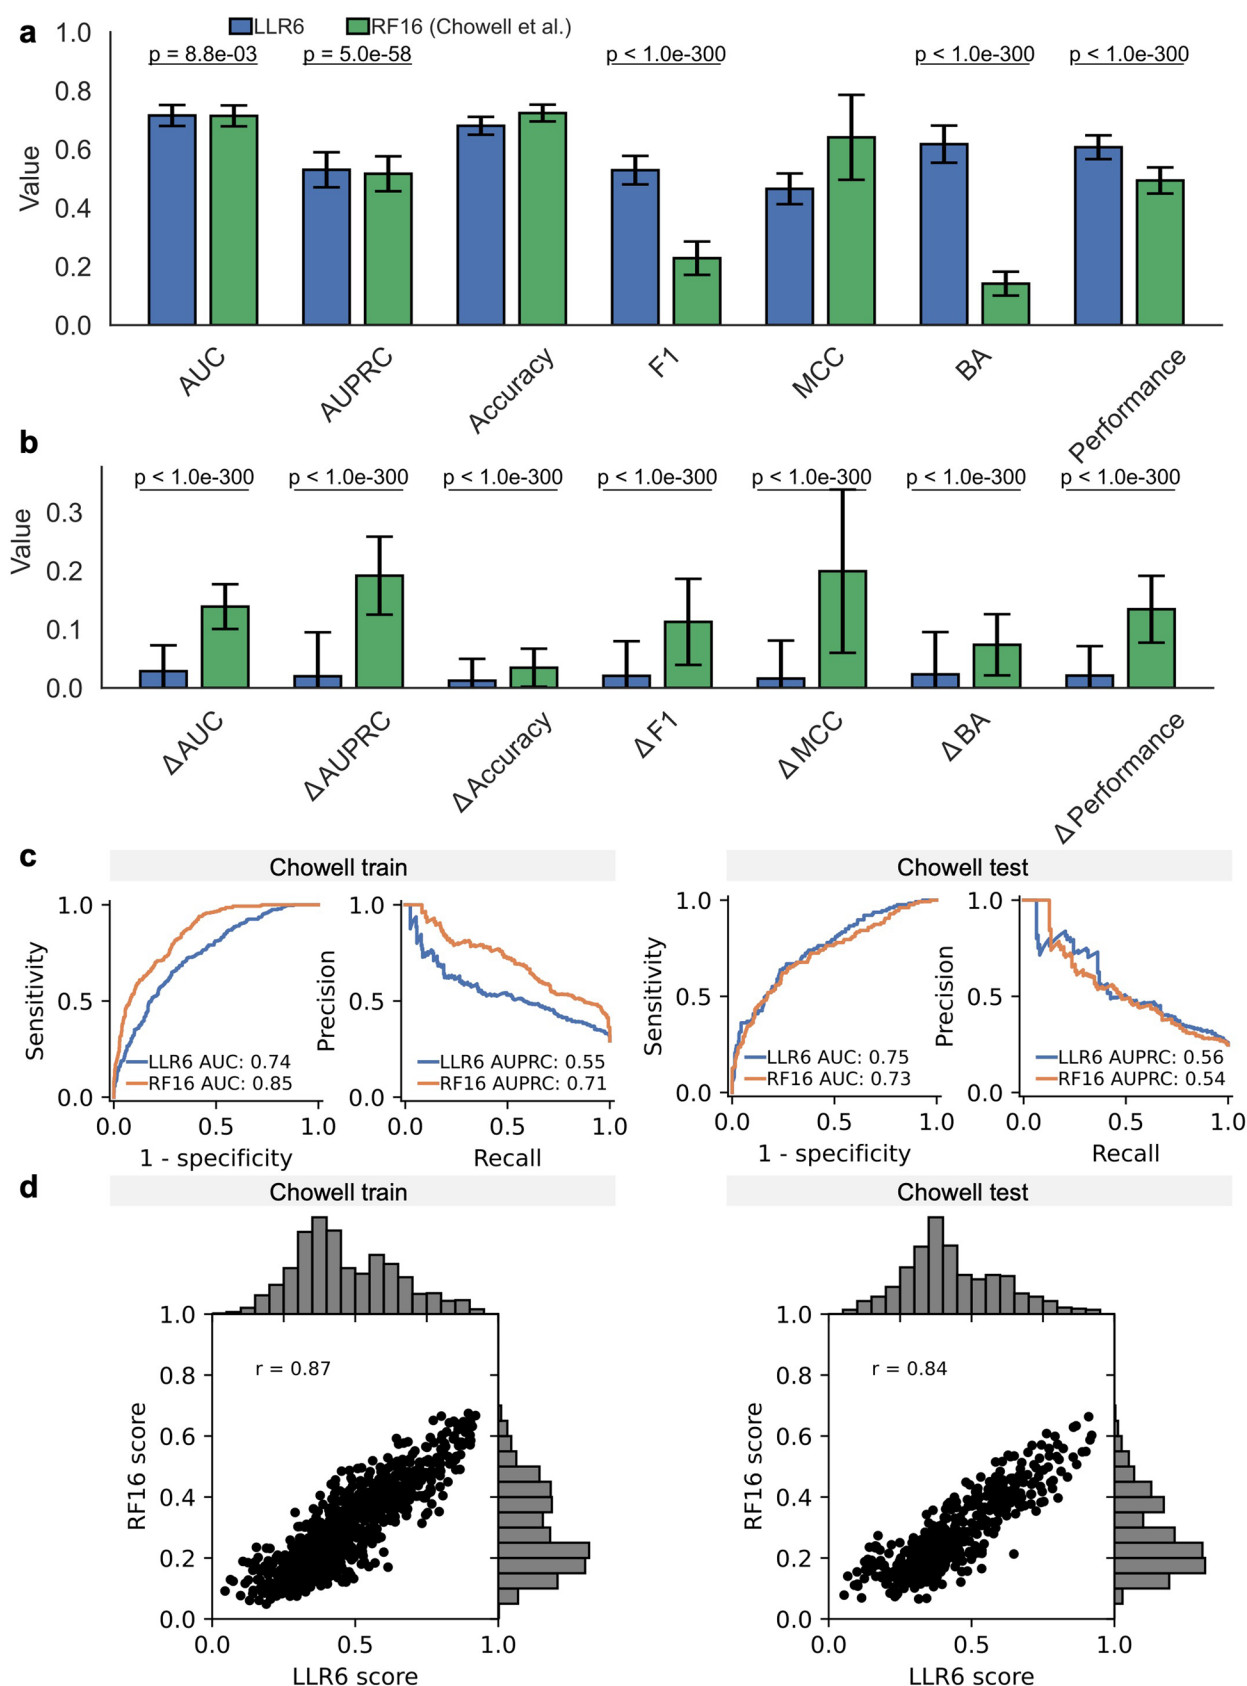 a
LLR6 RF16 (Chowell et al.)
1.0
p = 8.8e-03 p = 5.0e-58 p < 1.0e-300 p < 1.0e-300 p < 1.0e-300
0.8
0.6
Value
0.4
0.2
0.0
AUC AUPRC Accuracy F1 MCC BA Performance
b
p < 1.0e-300 p < 1.0e-300 p < 1.0e-300 p < 1.0e-300 p < 1.0e-300 p < 1.0e-300 p < 1.0e-300
0.3
Value
0.2
0.1
0.0
ΔAUC ΔAUPRC ΔAccuracy ΔF1 ΔMCC ΔBA ΔPerformance
c
Chowell train
1.0
Sensitivity
0.5
LLR6 AUC: 0.74
RF16 AUC: 0.85
0.0
0.0 0.5 1.0
1 - specificity
1.0
Precision
0.5
LLR6 AUPRC: 0.55
RF16 AUPRC: 0.71
0.0
0.0 0.5 1.0
Recall
Chowell test
1.0
Sensitivity
0.5
LLR6 AUC: 0.75
RF16 AUC: 0.73
0.0
0.0 0.5 1.0
1 - specificity
1.0
Precision
0.5
LLR6 AUPRC: 0.56
RF16 AUPRC: 0.54
0.0
0.0 0.5 1.0
Recall
d
Chowell train
1.0
r = 0.87
0.8
0.6
RF16 score
0.4
0.2
0.0
0.0 0.5 1.0
LLR6 score
Chowell test
1.0
r = 0.84
0.8
0.6
RF16 score
0.4
0.2
0.0
0.0 0.5 1.0
LLR6 score